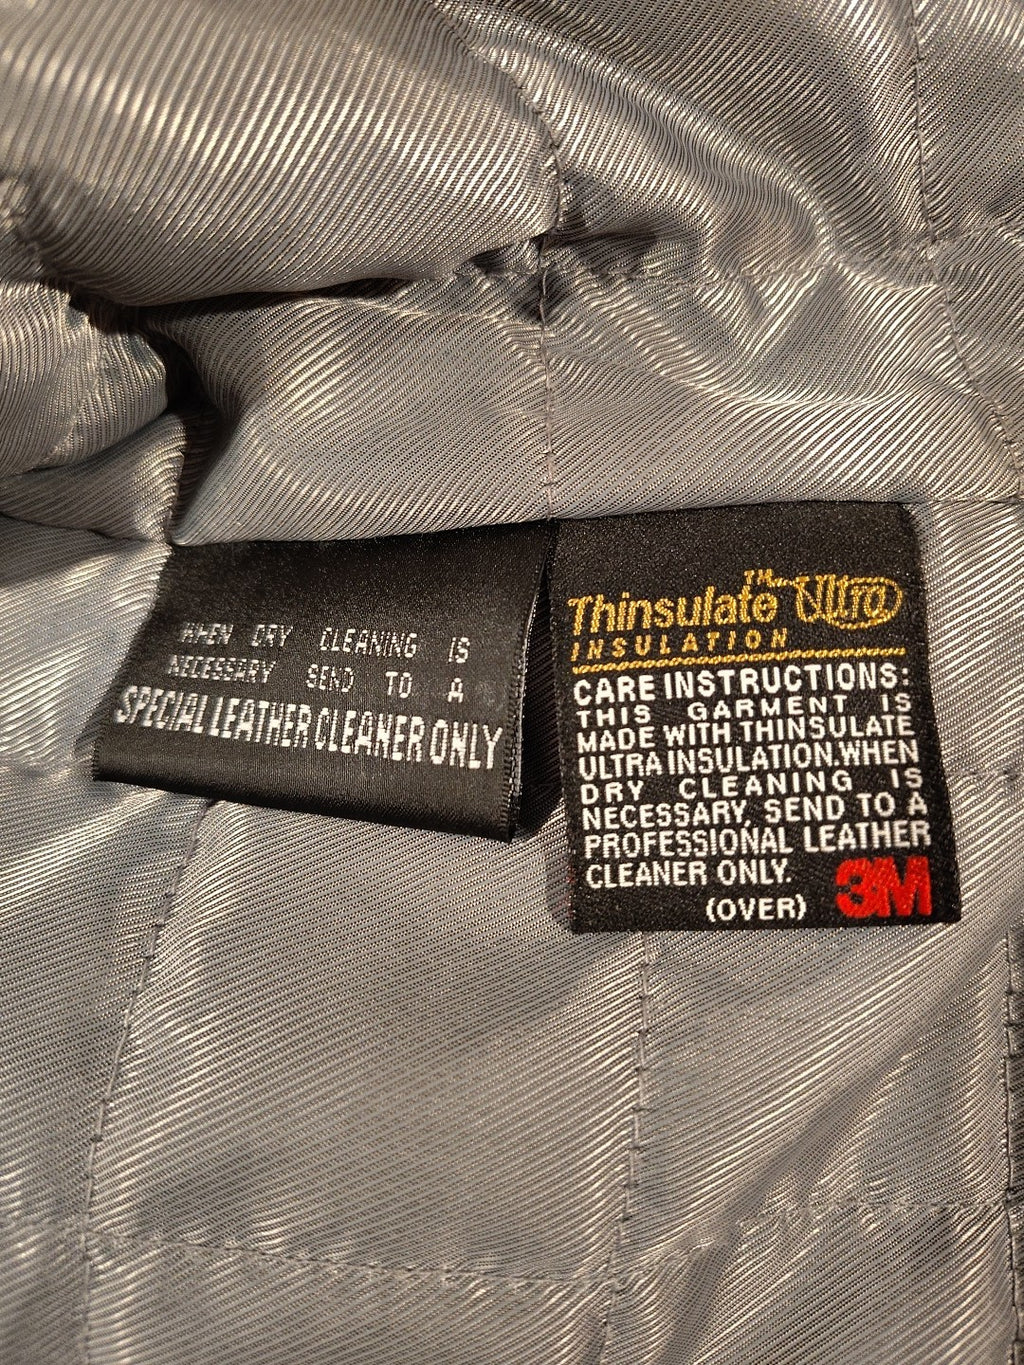 WHEN DRY CLEANING IS
NECESSARY SEND TO A
SPECIAL LEATHER CLEANER ONLY
Thinsulate™ Ultra
INSULATION
CARE INSTRUCTIONS:
THIS GARMENT IS
MADE WITH THINSULATE
ULTRA INSULATION.WHEN
DRY CLEANING IS
NECESSARY, SEND TO A
PROFESSIONAL LEATHER
CLEANER ONLY.
3M
(OVER)